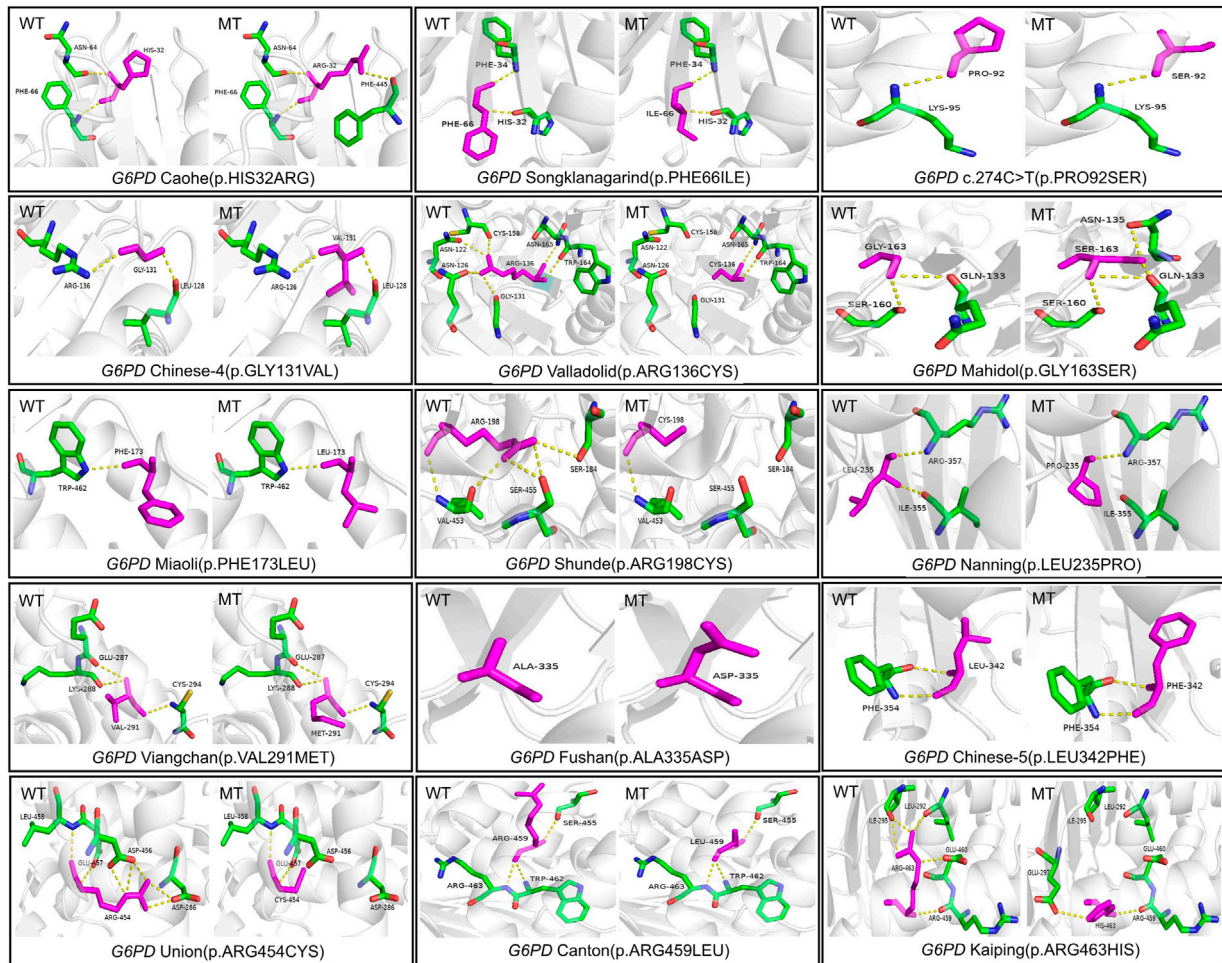 WT
MT
ASN-64
HIS-32
PHE-66
ASN-64
ARG-32
PHE-66
PHE-445
G6PD Caohe(p.HIS32ARG)
WT
MT
PHE-34
PHE-66
HIS-32
PHE-34
ILE-66
HIS-32
G6PD Songklanagarind(p.PHE66ILE)
WT
MT
PRO-92
LYS-95
SER-92
LYS-95
G6PD c.274C>T(p.PRO92SER)
WT
MT
GLY-131
ARG-136
LEU-128
VAL-131
ARG-136
LEU-128
G6PD Chinese-4(p.GLY131VAL)
WT
MT
CYS-158
ASN-122
ASN-165
ASN-126
ARG-136
TRP-164
GLY-131
CYS-158
ASN-122
ASN-165
ASN-126
CYS-136
TRP-164
GLY-131
G6PD Valladolid(p.ARG136CYS)
WT
MT
GLY-163
GLN-133
SER-160
ASN-135
SER-163
GLN-133
SER-160
G6PD Mahidol(p.GLY163SER)
WT
MT
PHE-173
TRP-462
LEU-173
TRP-462
G6PD Miaoli(p.PHE173LEU)
WT
MT
ARG-198
SER-184
SER-455
VAL-453
CYS-198
SER-184
SER-455
VAL-453
G6PD Shunde(p.ARG198CYS)
WT
MT
ARG-357
LEU-235
ILE-355
ARG-357
PRO-235
ILE-355
G6PD Nanning(p.LEU235PRO)
WT
MT
GLU-287
LYS-288
CYS-294
VAL-291
GLU-287
LYS-288
CYS-294
MET-291
G6PD Viangchan(p.VAL291MET)
WT
MT
ALA-335
ASP-335
G6PD Fushan(p.ALA335ASP)
WT
MT
LEU-342
PHE-354
PHE-342
PHE-354
G6PD Chinese-5(p.LEU342PHE)
WT
MT
LEU-458
ASP-456
GLU-457
ARG-454
ASP-286
LEU-458
ASP-456
GLU-457
CYS-454
ASP-286
G6PD Union(p.ARG454CYS)
WT
MT
SER-455
ARG-459
TRP-462
ARG-463
SER-455
LEU-459
TRP-462
ARG-463
G6PD Canton(p.ARG459LEU)
WT
MT
LEU-292
ILE-295
GLU-460
ARG-463
ARG-459
LEU-292
ILE-295
GLU-460
GLU-297
ARG-459
HIS-463
G6PD Kaiping(p.ARG463HIS)